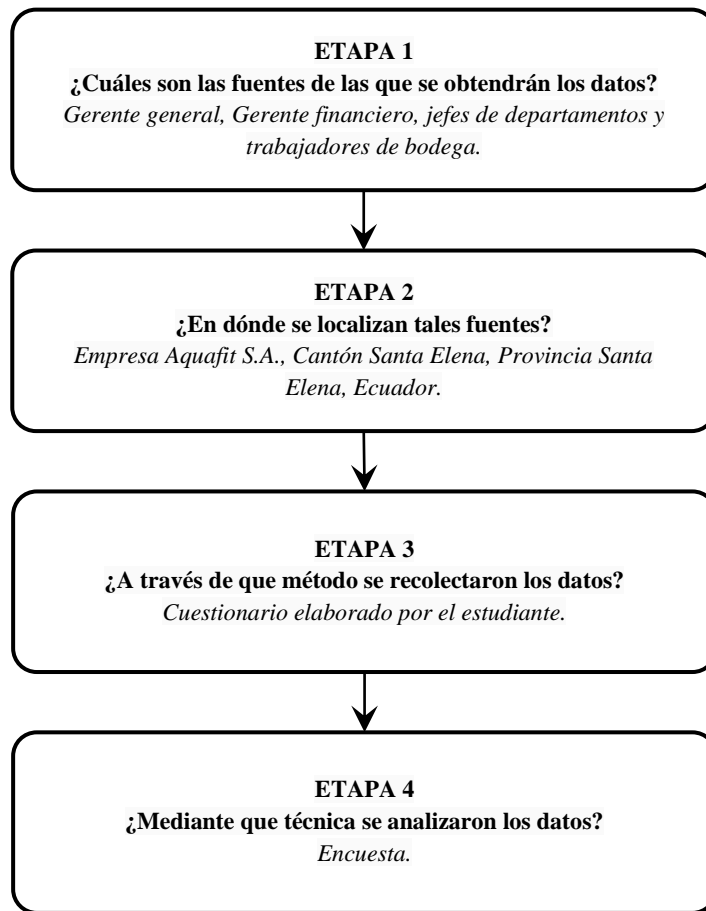 ETAPA 1
¿Cuáles son las fuentes de las que se obtendrán los datos?
Gerente general, Gerente financiero, jefes de departamentos y
trabajadores de bodega.
ETAPA 2
¿En dónde se localizan tales fuentes?
Empresa Aquafit S.A., Cantón Santa Elena, Provincia Santa
Elena, Ecuador.
ETAPA 3
¿A través de que método se recolectaron los datos?
Cuestionario elaborado por el estudiante.
ETAPA 4
¿Mediante que técnica se analizaron los datos?
Encuesta.